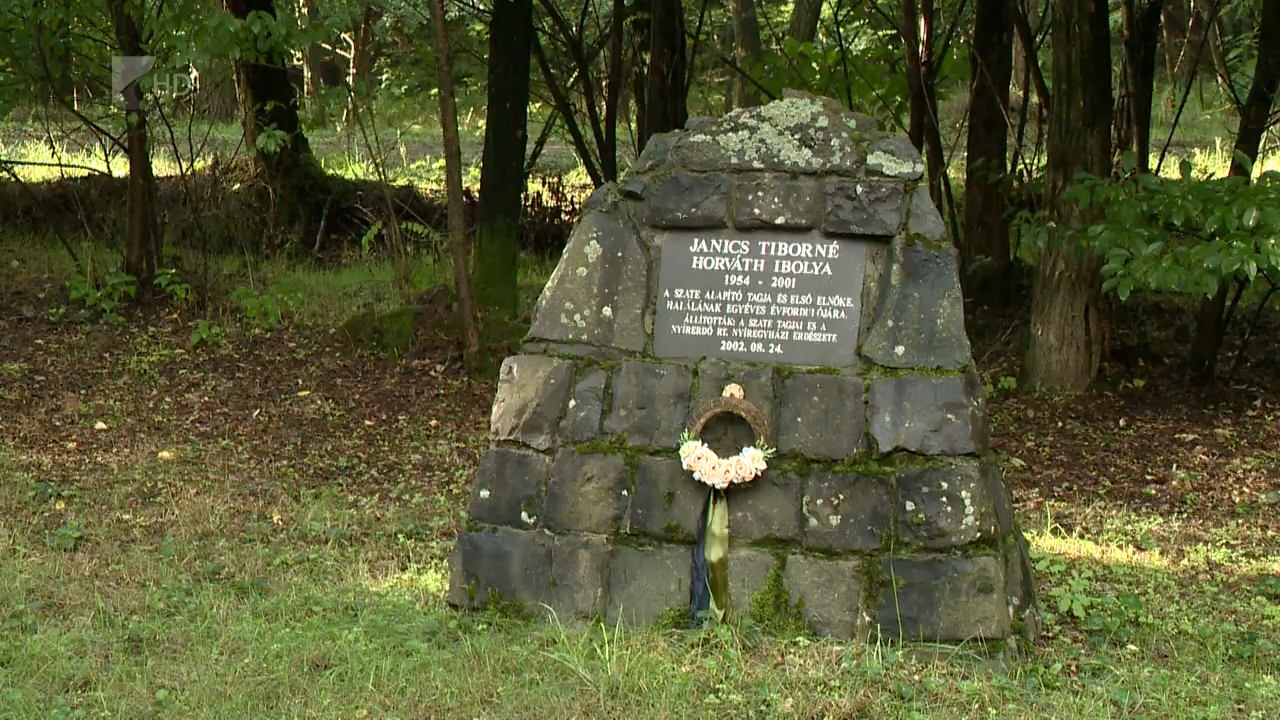 HD
JANICS TIBORNÉ
HORVÁTH IBOLYA
1954 - 2001
A SZATE ALAPÍTÓ TAGJA ÉS ELSŐ ELNÖKE.
HALÁLÁNAK EGYÉVES ÉVFORDULÓJÁRA.
ÁLLÍTOTTÁK: A SZATE TAGJAI ÉS A
NYÍRERDŐ RT. NYÍREGYHÁZI ERDÉSZETE
2002. 08. 24.